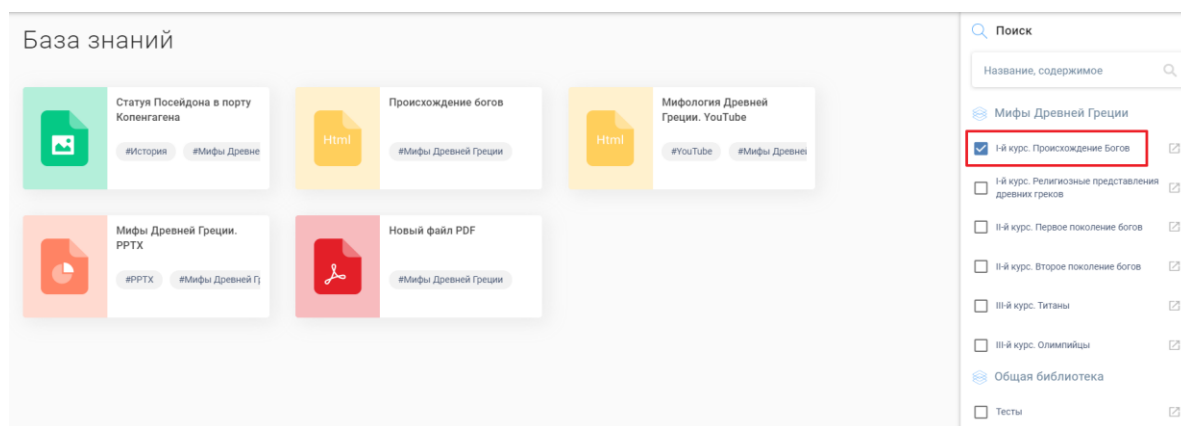 База знаний
Статуя Посейдона в порту
Копенгагена
#История #Мифы Древне
Html
Происхождение богов
#Мифы Древней Греции
Html
Мифология Древней
Греции. YouTube
#YouTube #Мифы Древней
Мифы Древней Греции.
PPTX
#PPTX #Мифы Древней Гр
Новый файл PDF
#Мифы Древней Греции
Поиск
Название, содержимое
Мифы Древней Греции
I-й курс. Происхождение Богов
I-й курс. Религиозные представления
древних греков
II-й курс. Первое поколение богов
II-й курс. Второе поколение богов
III-й курс. Титаны
III-й курс. Олимпийцы
Общая библиотека
Тесты